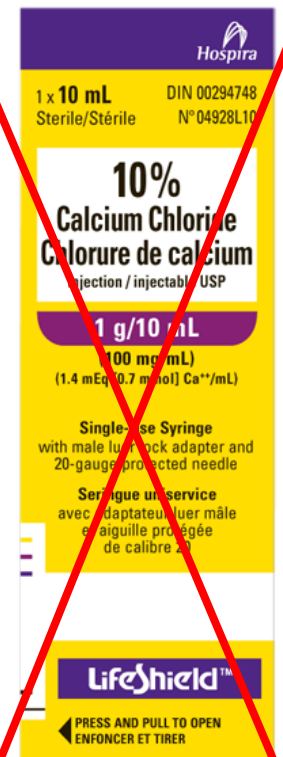 Hospira
1 x 10 mL
DIN 00294748
Sterile/Stérile
N° 04928L10
10%
Calcium Chloride
Chlorure de calcium
injection / injectable USP
1 g/10 mL
(100 mg/mL)
(1.4 mEq [0.7 mmol] Ca⁺⁺/mL)
Single-use Syringe
with male luer lock adapter and
20-gauge protected needle
Seringue uniservice
avec adaptateur luer mâle
et aiguille protégée
de calibre 20
LifeShield™
PRESS AND PULL TO OPEN
ENFONCER ET TIRER